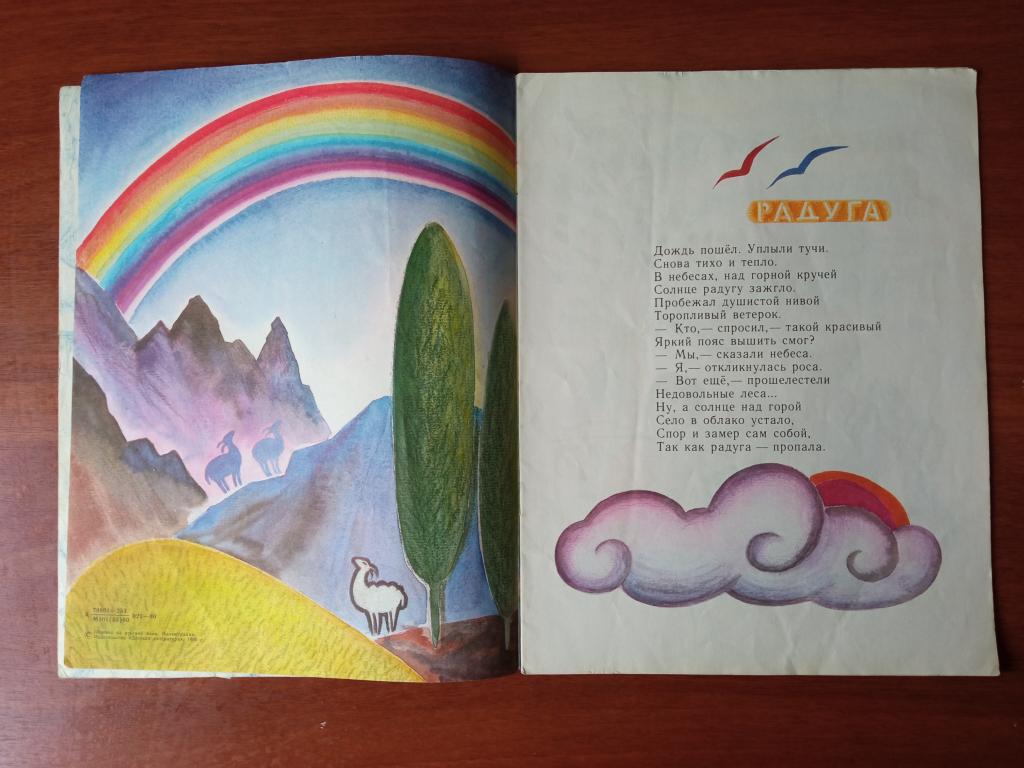 РАДУГА
Дождь пошёл. Уплыли тучи.
Снова тихо и тепло.
В небесах, над горной кручей
Солнце радугу зажгло.
Пробежал душистой нивой
Торопливый ветерок.
— Кто,— спросил,— такой красивый
Яркий пояс вышить смог?
— Мы,— сказали небеса.
— Я,— откликнулась роса.
— Вот ещё,— прошелестели
Недовольные леса...
Ну, а солнце над горой
Село в облако устало,
Спор и замер сам собой,
Так как радуга — пропала.